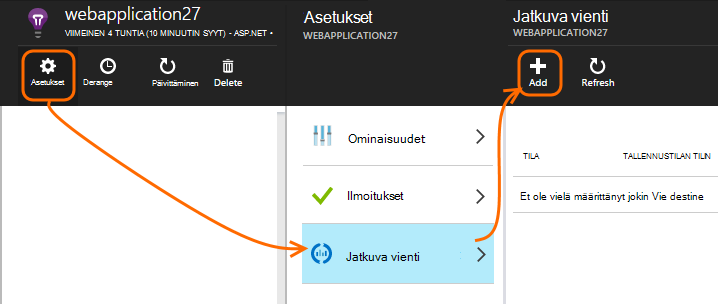 webapplication27
VIIMEINEN 4 TUNTIA (10 MINUUTIN SYYT) - ASP.NET •
Asetukset
Derange
Päivittäminen
Delete
Asetukset
WEBAPPLICATION27
Ominaisuudet
Ilmoitukset
Jatkuva vienti
Jatkuva vienti
WEBAPPLICATION27
Add
Refresh
TILA
TALLENNUSTILAN TILIN
Et ole vielä määrittänyt jokin Vie destine